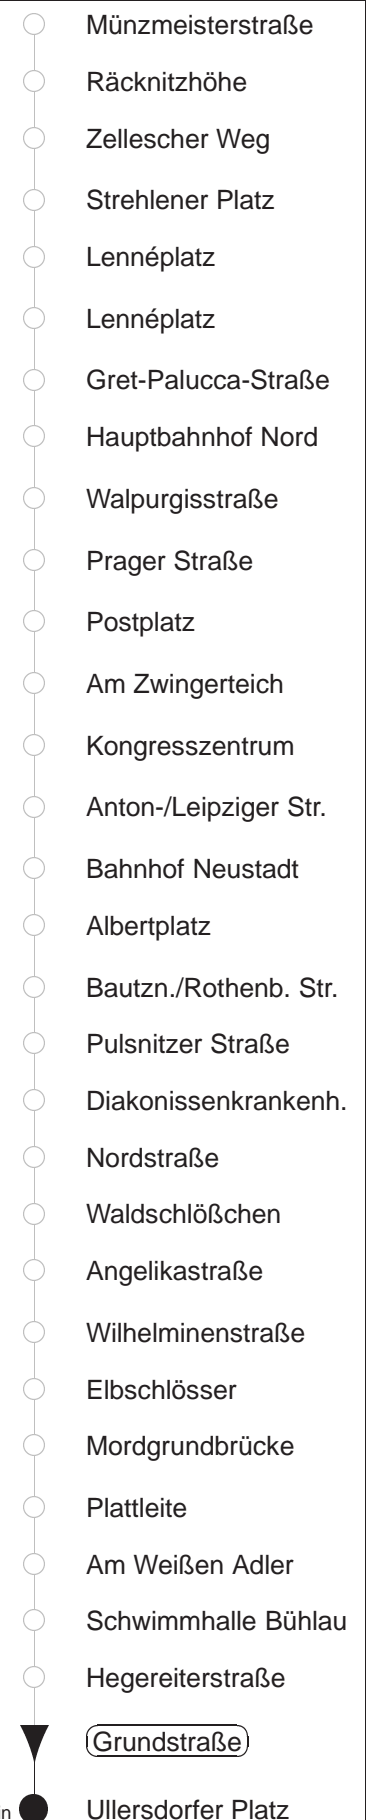 Münzmeisterstraße
Räcknitzhöhe
Zellescher Weg
Strehlener Platz
Lennéplatz
Lennéplatz
Gret-Palucca-Straße
Hauptbahnhof Nord
Walpurgisstraße
Prager Straße
Postplatz
Am Zwingerteich
Kongresszentrum
Anton-/Leipziger Str.
Bahnhof Neustadt
Albertplatz
Bautzn./Rothenb. Str.
Pulsnitzer Straße
Diakonissenkrankenh.
Nordstraße
Waldschlößchen
Angelikastraße
Wilhelminenstraße
Elbschlösser
Mordgrundbrücke
Plattleite
Am Weißen Adler
Schwimmhalle Bühlau
Hegereiterstraße
Grundstraße
Ullersdorfer Platz